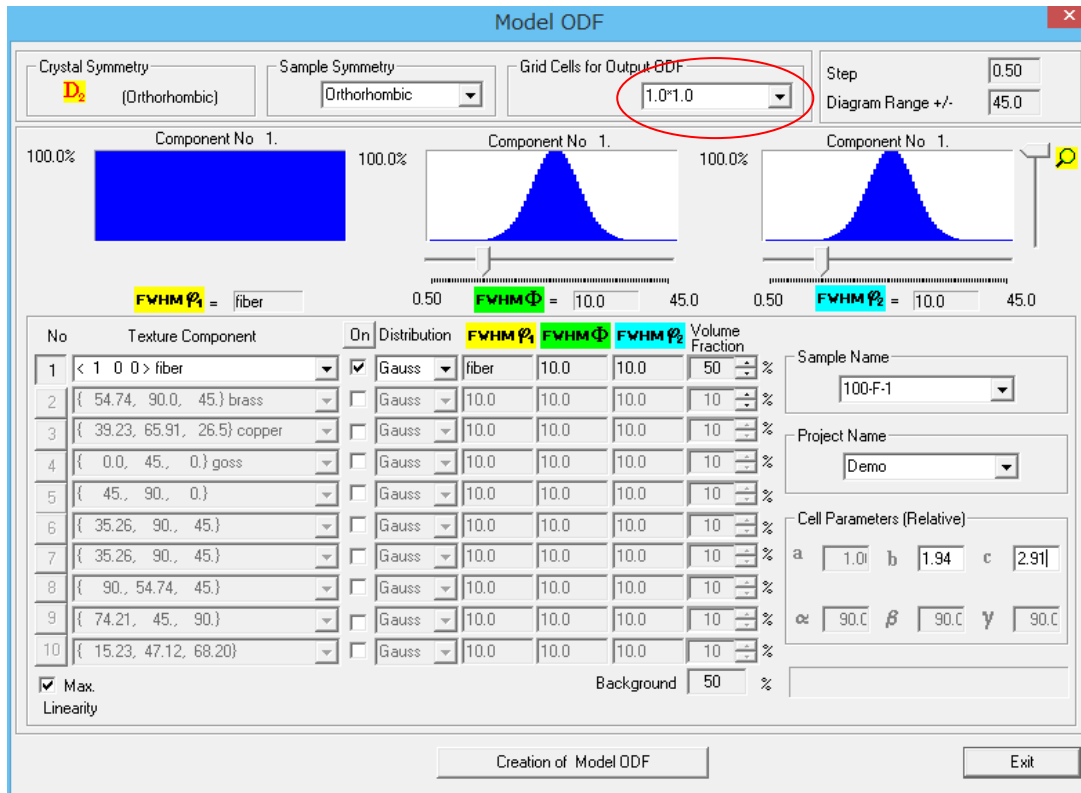 Model ODF
Crystal Symmetry
D₂ (Orthorhombic)
Sample Symmetry
Orthorhombic
Grid Cells for Output ODF
1.0*1.0
Step 0.50
Diagram Range +/- 45.0
Component No 1. Component No 1. Component No 1.
100.0% 100.0% 100.0%
FWHM φ₁ = fiber
0.50 FWHM Φ = 10.0 45.0
0.50 FWHM φ₂ = 10.0 45.0
No Texture Component On Distribution FWHM φ₁ FWHM Φ FWHM φ₂ Volume Fraction
1 < 1 0 0> fiber Gauss fiber 10.0 10.0 50 %
2 { 54.74, 90.0, 45.} brass Gauss 10.0 10.0 10.0 10 %
3 { 39.23, 65.91, 26.5} copper Gauss 10.0 10.0 10.0 10 %
4 { 0.0, 45., 0.} goss Gauss 10.0 10.0 10.0 10 %
5 { 45., 90., 0.} Gauss 10.0 10.0 10.0 10 %
6 { 35.26, 90., 45.} Gauss 10.0 10.0 10.0 10 %
7 { 35.26, 90., 45.} Gauss 10.0 10.0 10.0 10 %
8 { 90., 54.74, 45.} Gauss 10.0 10.0 10.0 10 %
9 { 74.21, 45., 90.} Gauss 10.0 10.0 10.0 10 %
10 { 15.23, 47.12, 68.20} Gauss 10.0 10.0 10.0 10 %
Max. Linearity
Background 50 %
Sample Name
100-F-1
Project Name
Demo
Cell Parameters (Relative)
a 1.0 b 1.94 c 2.91
α 90.0 β 90.0 γ 90.0
Creation of Model ODF
Exit